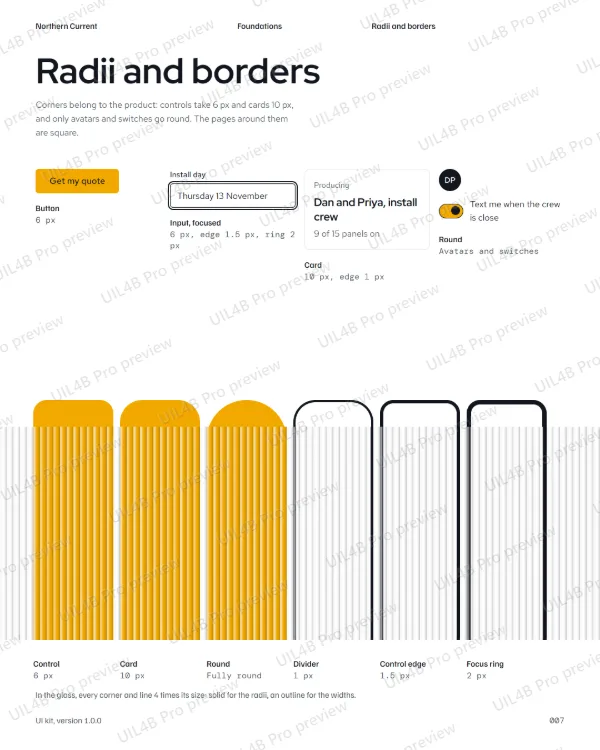 Northern Current
Foundations
Radii and borders
Radii and borders
Corners belong to the product: controls take 6 px and cards 10 px,
and only avatars and switches go round. The pages around them
are square.
Get my quote
Button
6 px
Install day
Thursday 13 November
Input, focused
6 px, edge 1.5 px, ring 2
px
Producing
Dan and Priya, install
crew
9 of 15 panels on
Card
10 px, edge 1 px
DP
Text me when the crew
is close
Round
Avatars and switches
Control
6 px
Card
10 px
Round
Fully round
Divider
1 px
Control edge
1.5 px
Focus ring
2 px
In the glass, every corner and line 4 times its size: solid for the radii, an outline for the widths.
UI kit, version 1.0.0
007
UIL4B Pro preview